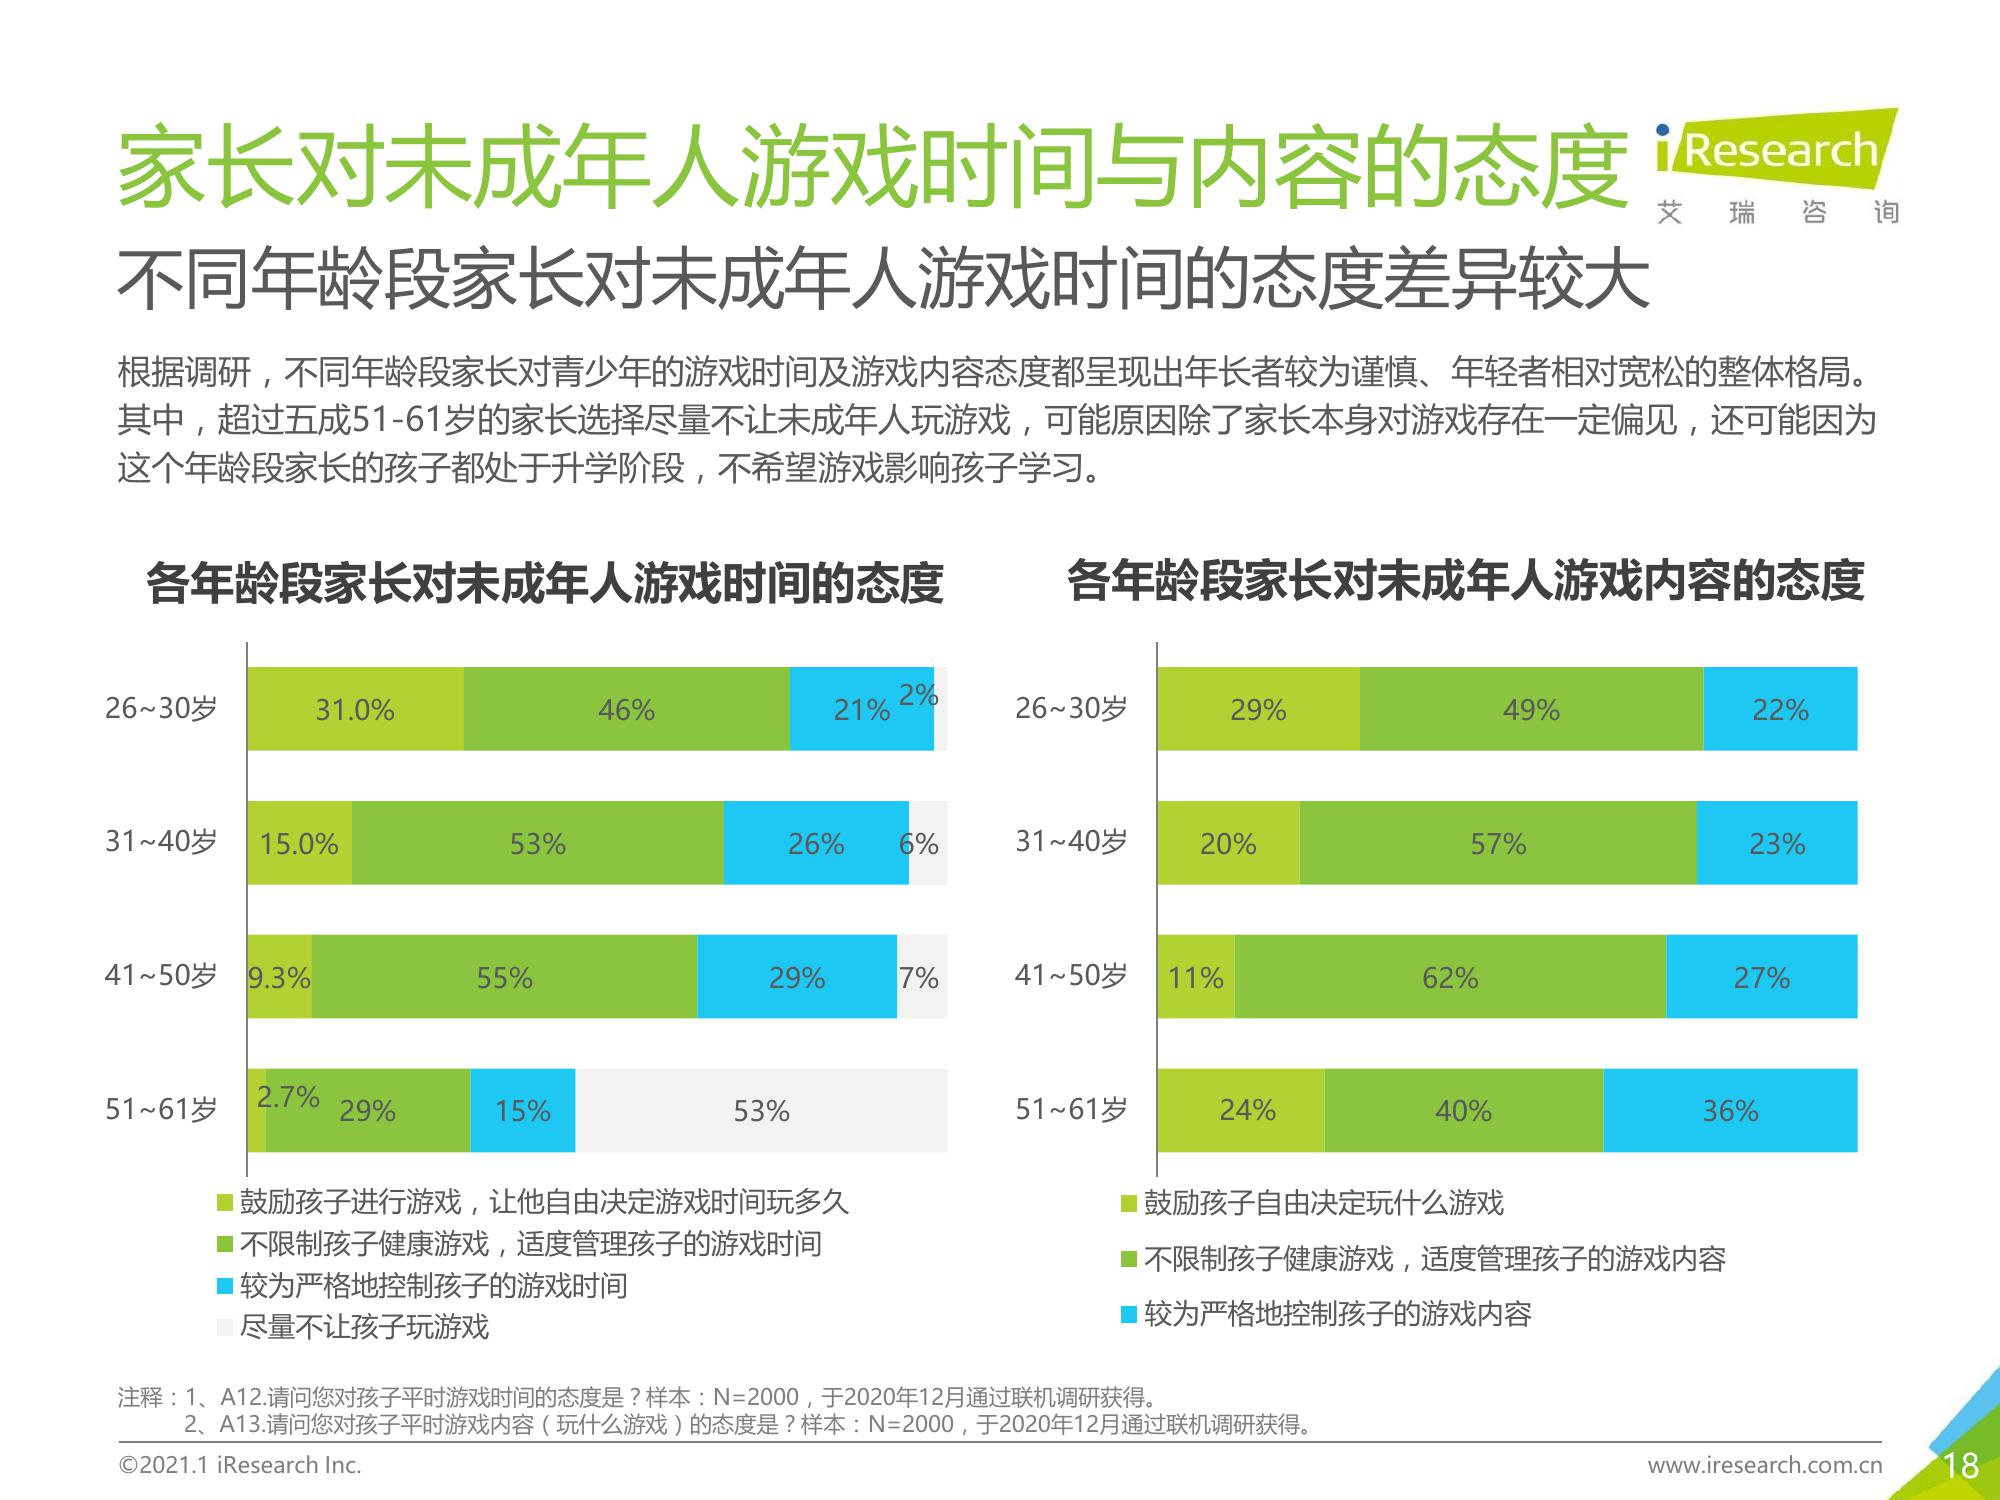 家长对未成年人游戏时间与内容的态度
iResearch
艾瑞咨询
不同年龄段家长对未成年人游戏时间的态度差异较大
根据调研，不同年龄段家长对青少年的游戏时间及游戏内容态度都呈现出年长者较为谨慎、年轻者相对宽松的整体格局。
其中，超过五成51-61岁的家长选择尽量不让未成年人玩游戏，可能原因除了家长本身对游戏存在一定偏见，还可能因为
这个年龄段家长的孩子都处于升学阶段，不希望游戏影响孩子学习。
各年龄段家长对未成年人游戏时间的态度
26~30岁 31.0% 46% 21% 2%
31~40岁 15.0% 53% 26% 6%
41~50岁 9.3% 55% 29% 7%
51~61岁 2.7% 29% 15% 53%
鼓励孩子进行游戏，让他自由决定游戏时间玩多久
不限制孩子健康游戏，适度管理孩子的游戏时间
较为严格地控制孩子的游戏时间
尽量不让孩子玩游戏
各年龄段家长对未成年人游戏内容的态度
26~30岁 29% 49% 22%
31~40岁 20% 57% 23%
41~50岁 11% 62% 27%
51~61岁 24% 40% 36%
鼓励孩子自由决定玩什么游戏
不限制孩子健康游戏，适度管理孩子的游戏内容
较为严格地控制孩子的游戏内容
注释：1、A12.请问您对孩子平时游戏时间的态度是？样本：N=2000，于2020年12月通过联机调研获得。
2、A13.请问您对孩子平时游戏内容（玩什么游戏）的态度是？样本：N=2000，于2020年12月通过联机调研获得。
©2021.1 iResearch Inc.
www.iresearch.com.cn
18